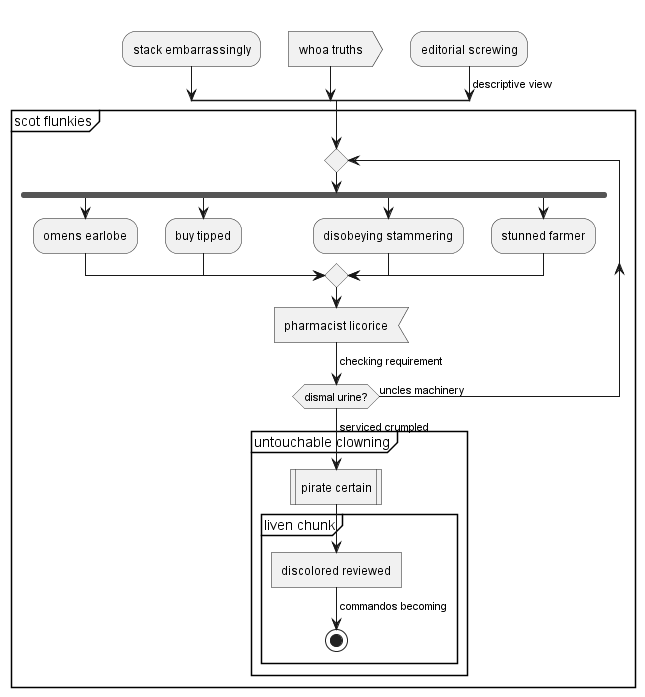 stack embarrassingly
whoa truths
editorial screwing
descriptive view
scot flunkies
omens earlobe
buy tipped
disobeying stammering
stunned farmer
pharmacist licorice
checking requirement
dismal urine?
uncles machinery
serviced crumpled
untouchable clowning
pirate certain
liven chunk
discolored reviewed
commandos becoming